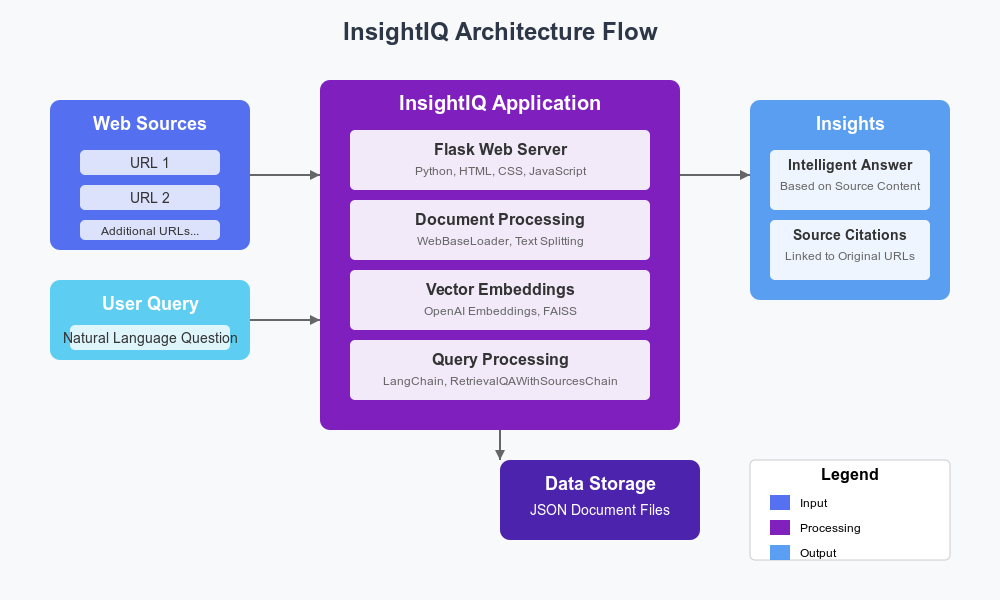 InsightIQ Architecture Flow
Web Sources
URL 1
URL 2
Additional URLs...
User Query
Natural Language Question
InsightIQ Application
Flask Web Server
Python, HTML, CSS, JavaScript
Document Processing
WebBaseLoader, Text Splitting
Vector Embeddings
OpenAI Embeddings, FAISS
Query Processing
LangChain, RetrievalQAWithSourcesChain
Insights
Intelligent Answer
Based on Source Content
Source Citations
Linked to Original URLs
Data Storage
JSON Document Files
Legend
Input
Processing
Output